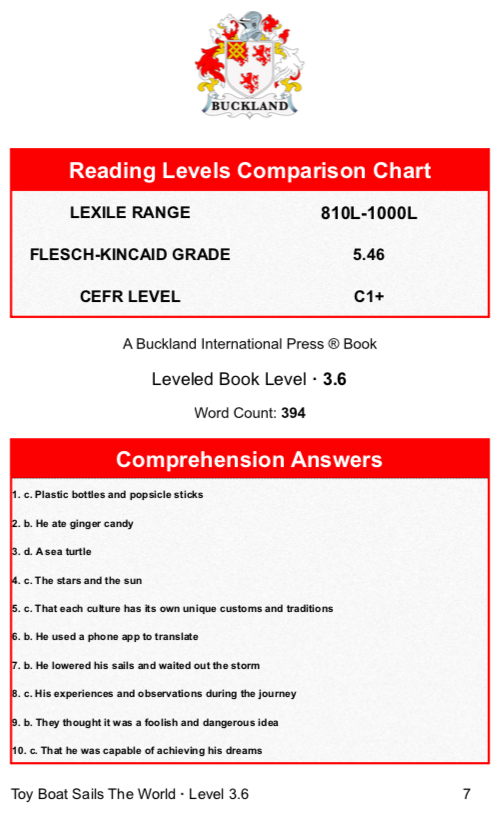 BUCKLAND
Reading Levels Comparison Chart
LEXILE RANGE 810L-1000L
FLESCH-KINCAID GRADE 5.46
CEFR LEVEL C1+
A Buckland International Press ® Book
Leveled Book Level · 3.6
Word Count: 394
Comprehension Answers
1. c. Plastic bottles and popsicle sticks
2. b. He ate ginger candy
3. d. A sea turtle
4. c. The stars and the sun
5. c. That each culture has its own unique customs and traditions
6. b. He used a phone app to translate
7. b. He lowered his sails and waited out the storm
8. c. His experiences and observations during the journey
9. b. They thought it was a foolish and dangerous idea
10. c. That he was capable of achieving his dreams
Toy Boat Sails The World · Level 3.6 7